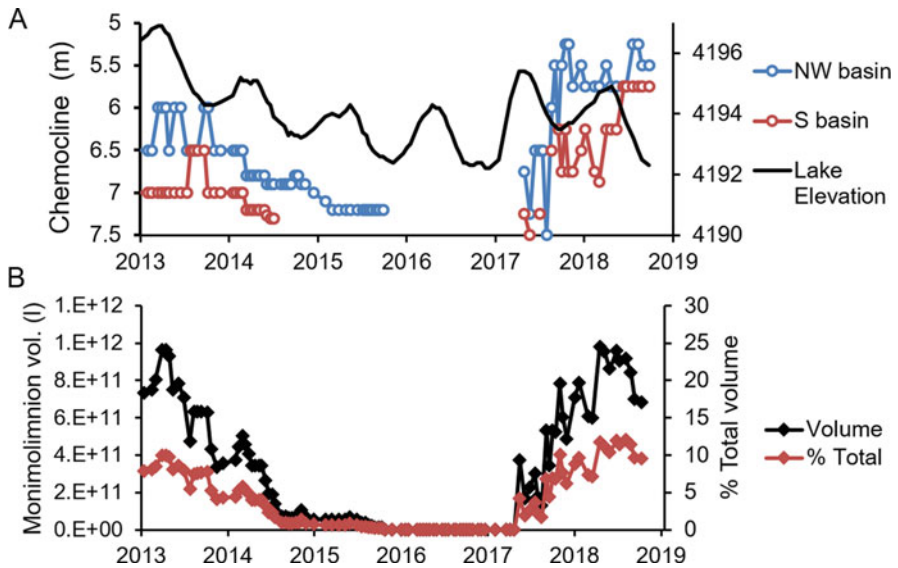 A
Chemocline (m)
5
5.5
6
6.5
7
7.5
4196
4194
4192
4190
2013 2014 2015 2016 2017 2018 2019
NW basin
S basin
Lake
Elevation
B
Monimolimnion vol. (l)
1.E+12
1.E+12
8.E+11
6.E+11
4.E+11
2.E+11
0.E+00
30
25
20
15
10
5
0
% Total volume
2013 2014 2015 2016 2017 2018 2019
Volume
% Total